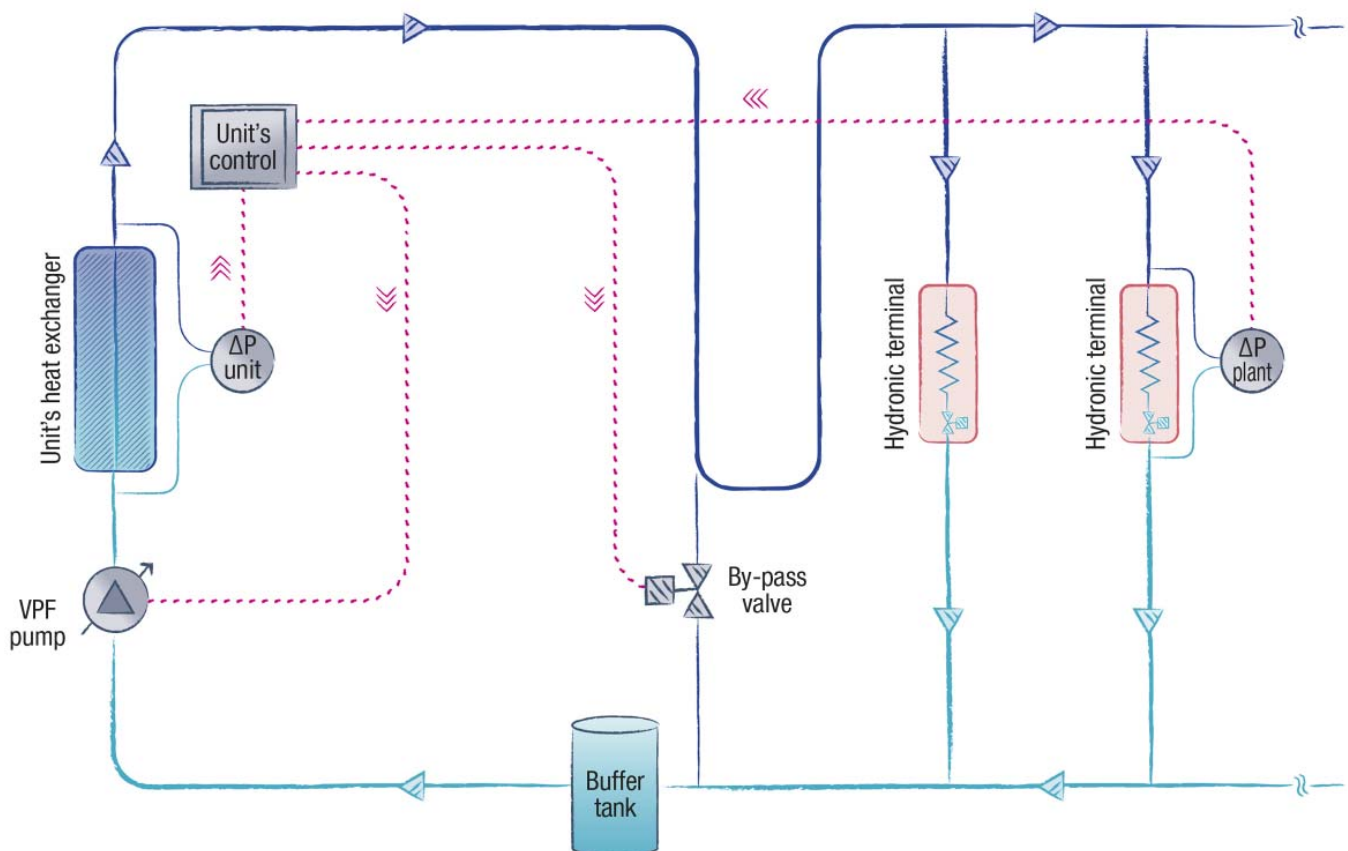 Unit's
control
Unit's heat exchanger
ΔP
unit
Hydronic terminal
Hydronic terminal
ΔP
plant
VPF
pump
By-pass
valve
Buffer
tank